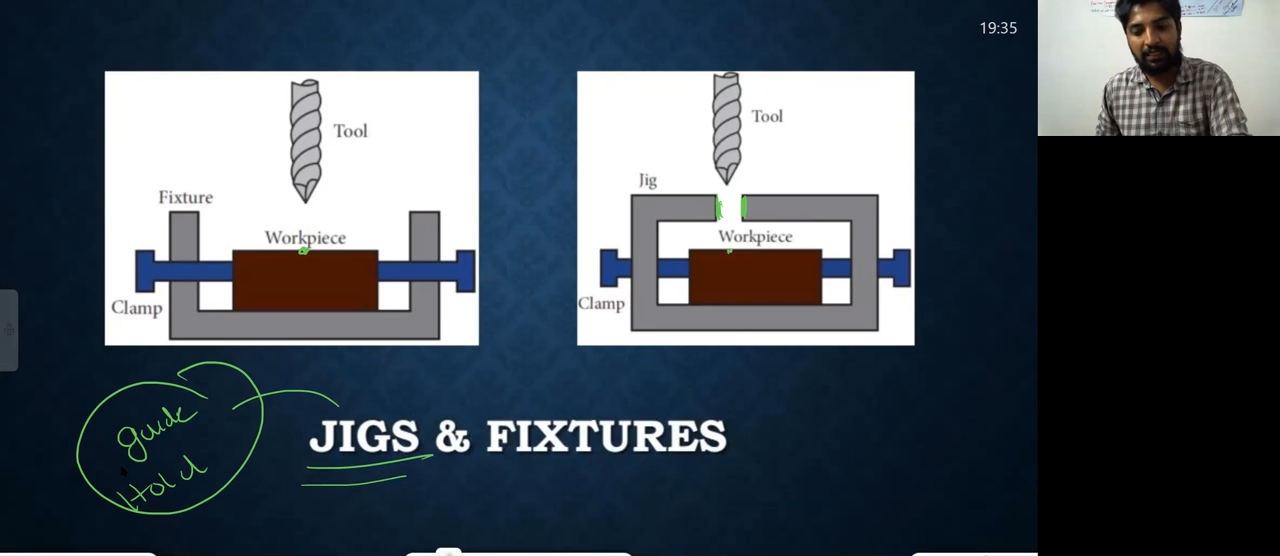 19:35
Tool
Fixture
Workpiece
Clamp
Tool
Jig
Workpiece
Clamp
guide
Hold
JIGS & FIXTURES